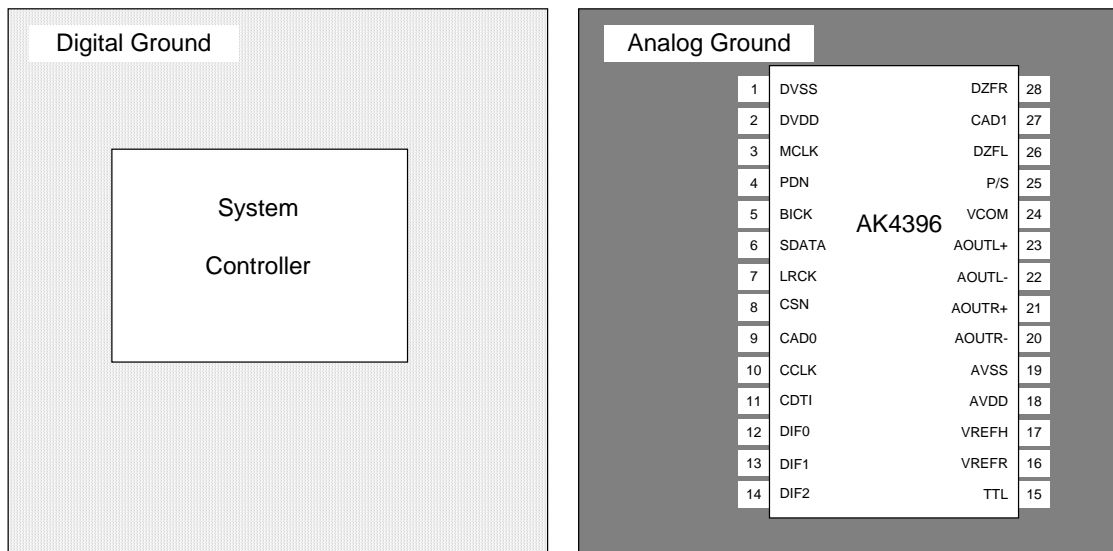 Digital Ground
System
Controller
Analog Ground
AK4396
1 DVSS DZFR 28
2 DVDD CAD1 27
3 MCLK DZFL 26
4 PDN P/S 25
5 BICK VCOM 24
6 SDATA AOUTL+ 23
7 LRCK AOUTL- 22
8 CSN AOUTR+ 21
9 CAD0 AOUTR- 20
10 CCLK AVSS 19
11 CDTI AVDD 18
12 DIF0 VREFH 17
13 DIF1 VREFR 16
14 DIF2 TTL 15